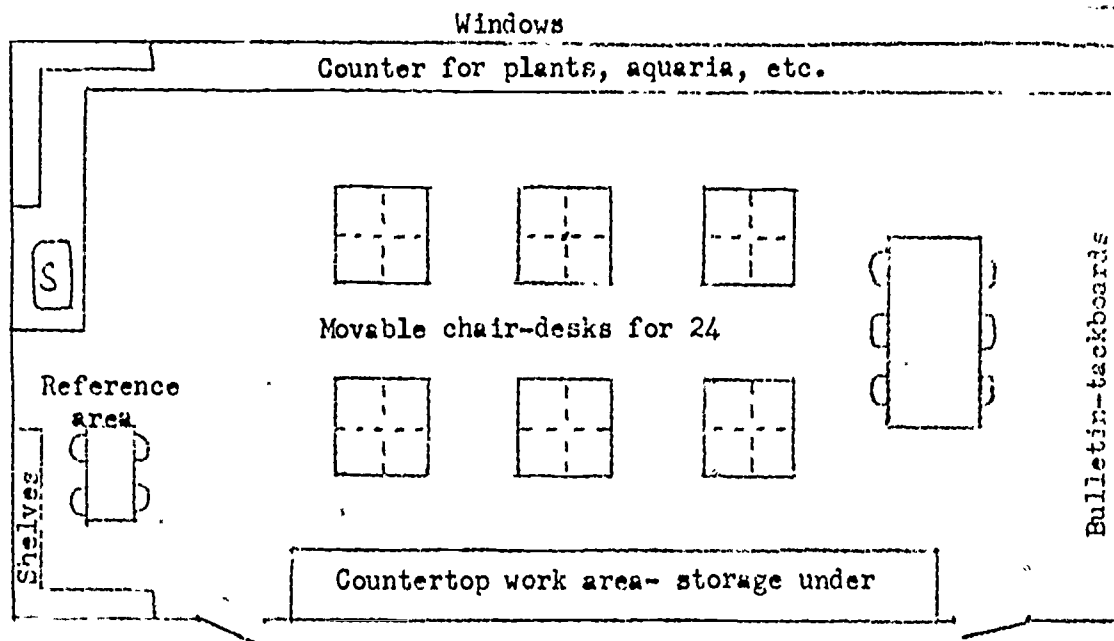 Windows
Counter for plants, aquaria, etc.
S
Movable chair-desks for 24
Reference
area
Shelves
Bulletin-tackboards
Countertop work area- storage under